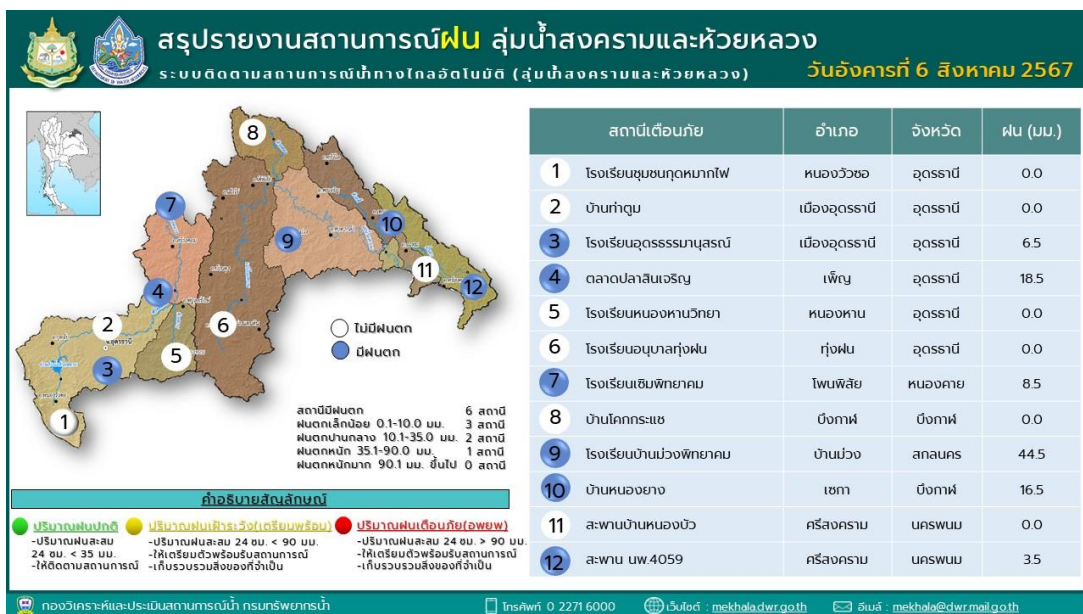 สรุปรายงานสถานการณ์ฝน ลุ่มน้ำสงครามและห้วยหลวง
ระบบติดตามสถานการณ์น้ำทางไกลอัตโนมัติ (ลุ่มน้ำสงครามและห้วยหลวง)
วันอังคารที่ 6 สิงหาคม 2567
8
7
10
9
11
12
4
2
6
5
3
1
ไม่มีฝนตก
มีฝนตก
สถานีมีฝนตก 6 สถานี
ฝนตกเล็กน้อย 0.1-10.0 มม. 3 สถานี
ฝนตกปานกลาง 10.1-35.0 มม. 2 สถานี
ฝนตกหนัก 35.1-90.0 มม. 1 สถานี
ฝนตกหนักมาก 90.1 มม. ขึ้นไป 0 สถานี
คำอธิบายสัญลักษณ์
ปริมาณฝนปกติ
-ปริมาณฝนสะสม
24 ชม. < 35 มม.
-ให้ติดตามสถานการณ์
ปริมาณฝนเฝ้าระวัง(เตรียมพร้อม)
-ปริมาณฝนสะสม 24 ชม. < 90 มม.
-ให้เตรียมตัวพร้อมรับสถานการณ์
-เก็บรวบรวมสิ่งของที่จำเป็น
ปริมาณฝนเตือนภัย(อพยพ)
-ปริมาณฝนสะสม 24 ชม. > 90 มม.
-ให้เตรียมตัวพร้อมรับสถานการณ์
-เก็บรวบรวมสิ่งของที่จำเป็น
สถานีเตือนภัย อำเภอ จังหวัด ฝน (มม.)
1 โรงเรียนชุมชนกุดหมากไฟ หนองวัวซอ อุดรธานี 0.0
2 บ้านท่าตูม เมืองอุดรธานี อุดรธานี 0.0
3 โรงเรียนอุดรธรรมานุสรณ์ เมืองอุดรธานี อุดรธานี 6.5
4 ตลาดปลาสินเจริญ เพ็ญ อุดรธานี 18.5
5 โรงเรียนหนองหานวิทยา หนองหาน อุดรธานี 0.0
6 โรงเรียนอนุบาลทุ่งฝน ทุ่งฝน อุดรธานี 0.0
7 โรงเรียนเซิมพิทยาคม โพนพิสัย หนองคาย 8.5
8 บ้านโคกกระแซ บึงกาฬ บึงกาฬ 0.0
9 โรงเรียนบ้านม่วงพิทยาคม บ้านม่วง สกลนคร 44.5
10 บ้านหนองยาง เซกา บึงกาฬ 16.5
11 สะพานบ้านหนองบัว ศรีสงคราม นครพนม 0.0
12 สะพาน นพ.4059 ศรีสงคราม นครพนม 3.5
กองวิเคราะห์และประเมินสถานการณ์น้ำ กรมทรัพยากรน้ำ
โทรศัพท์ 0 2271 6000
เว็บไซต์ : mekhala.dwr.go.th
อีเมล์ : mekhala@dwr.mail.go.th